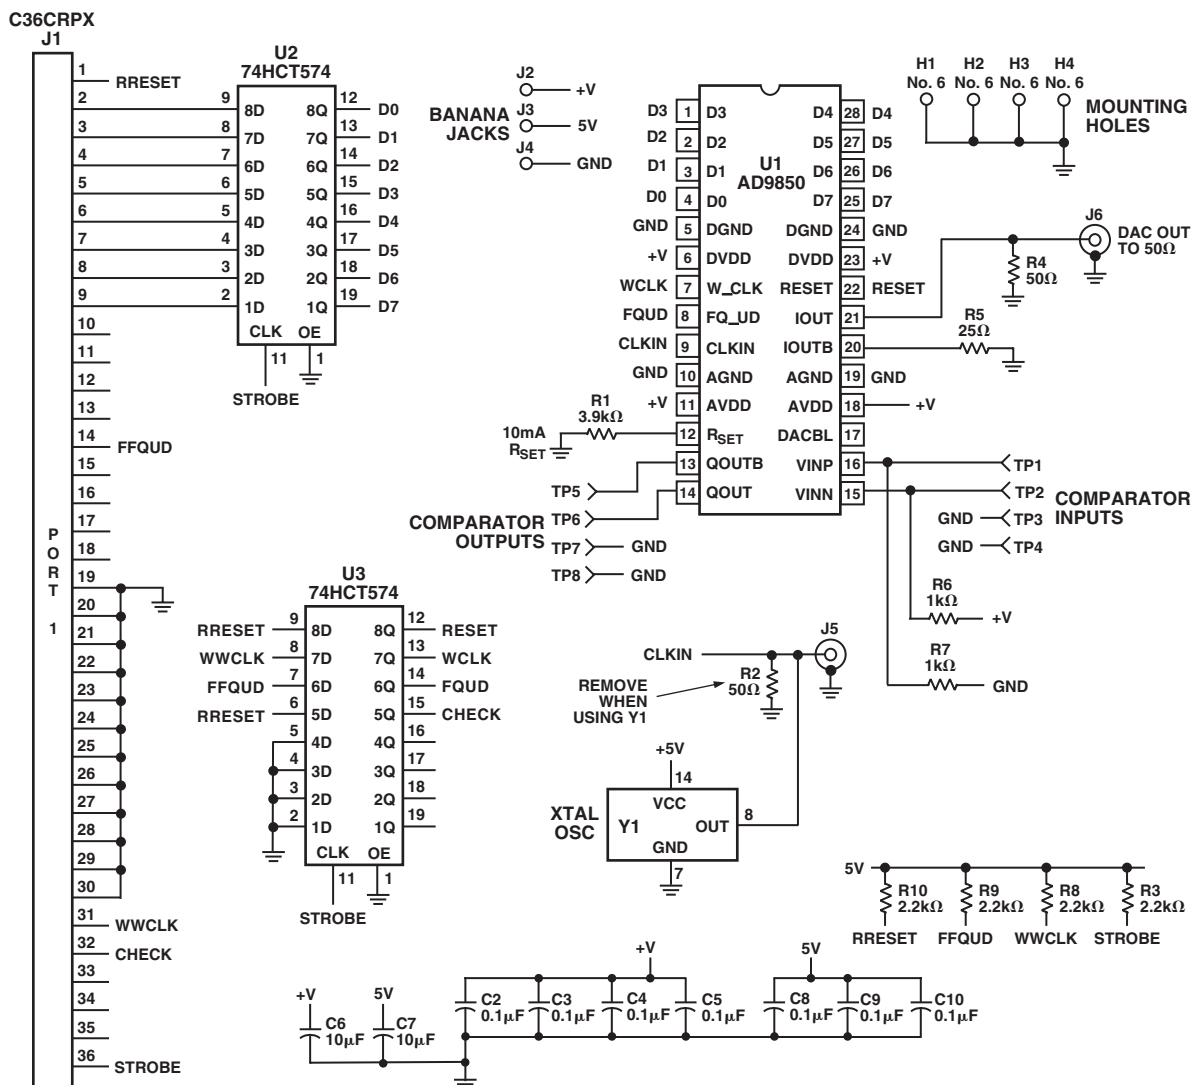 C36CRPX
J1
PORT 1
1 RRESET
2
3
4
5
6
7
8
9
10
11
12
13
14 FFQUD
15
16
17
18
19
20
21
22
23
24
25
26
27
28
29
30
31 WWCLK
32 CHECK
33
34
35
36 STROBE
U2
74HCT574
9 8D 8Q 12 D0
8 7D 7Q 13 D1
7 6D 6Q 14 D2
6 5D 5Q 15 D3
5 4D 4Q 16 D4
4 3D 3Q 17 D5
3 2D 2Q 18 D6
2 1D 1Q 19 D7
CLK OE
11 1
STROBE
BANANA
JACKS
J2 +V
J3 5V
J4 GND
U1
AD9850
D3 1 D3 D4 28 D4
D2 2 D2 D5 27 D5
D1 3 D1 D6 26 D6
D0 4 D0 D7 25 D7
GND 5 DGND DGND 24 GND
+V 6 DVDD DVDD 23 +V
WCLK 7 W_CLK RESET 22 RESET
FQUD 8 FQ_UD IOUT 21
CLKIN 9 CLKIN IOUTB 20
GND 10 AGND AGND 19 GND
+V 11 AVDD AVDD 18 +V
12 RSET DACBL 17
13 QOUTB VINP 16
14 QOUT VINN 15
R1
3.9kΩ
10mA
RSET
TP5
TP6
TP7 GND
TP8 GND
COMPARATOR
OUTPUTS
H1 H2 H3 H4
No. 6 No. 6 No. 6 No. 6
MOUNTING
HOLES
J6
DAC OUT
TO 50Ω
R4
50Ω
R5
25Ω
TP1
TP2
GND TP3
GND TP4
COMPARATOR
INPUTS
R6
1kΩ
+V
R7
1kΩ
GND
U3
74HCT574
RRESET 9 8D 8Q 12 RESET
WWCLK 8 7D 7Q 13 WCLK
FFQUD 7 6D 6Q 14 FQUD
RRESET 6 5D 5Q 15 CHECK
5 4D 4Q 16
4 3D 3Q 17
3 2D 2Q 18
2 1D 1Q 19
CLK OE
11 1
STROBE
CLKIN
J5
R2
50Ω
REMOVE
WHEN
USING Y1
+5V
14
VCC
XTAL
OSC
Y1
OUT 8
GND
7
5V
R10
2.2kΩ
R9
2.2kΩ
R8
2.2kΩ
R3
2.2kΩ
RRESET FFQUD WWCLK STROBE
+V
C6
10μF
5V
C7
10μF
+V
C2
0.1μF
C3
0.1μF
C4
0.1μF
C5
0.1μF
5V
C8
0.1μF
C9
0.1μF
C10
0.1μF